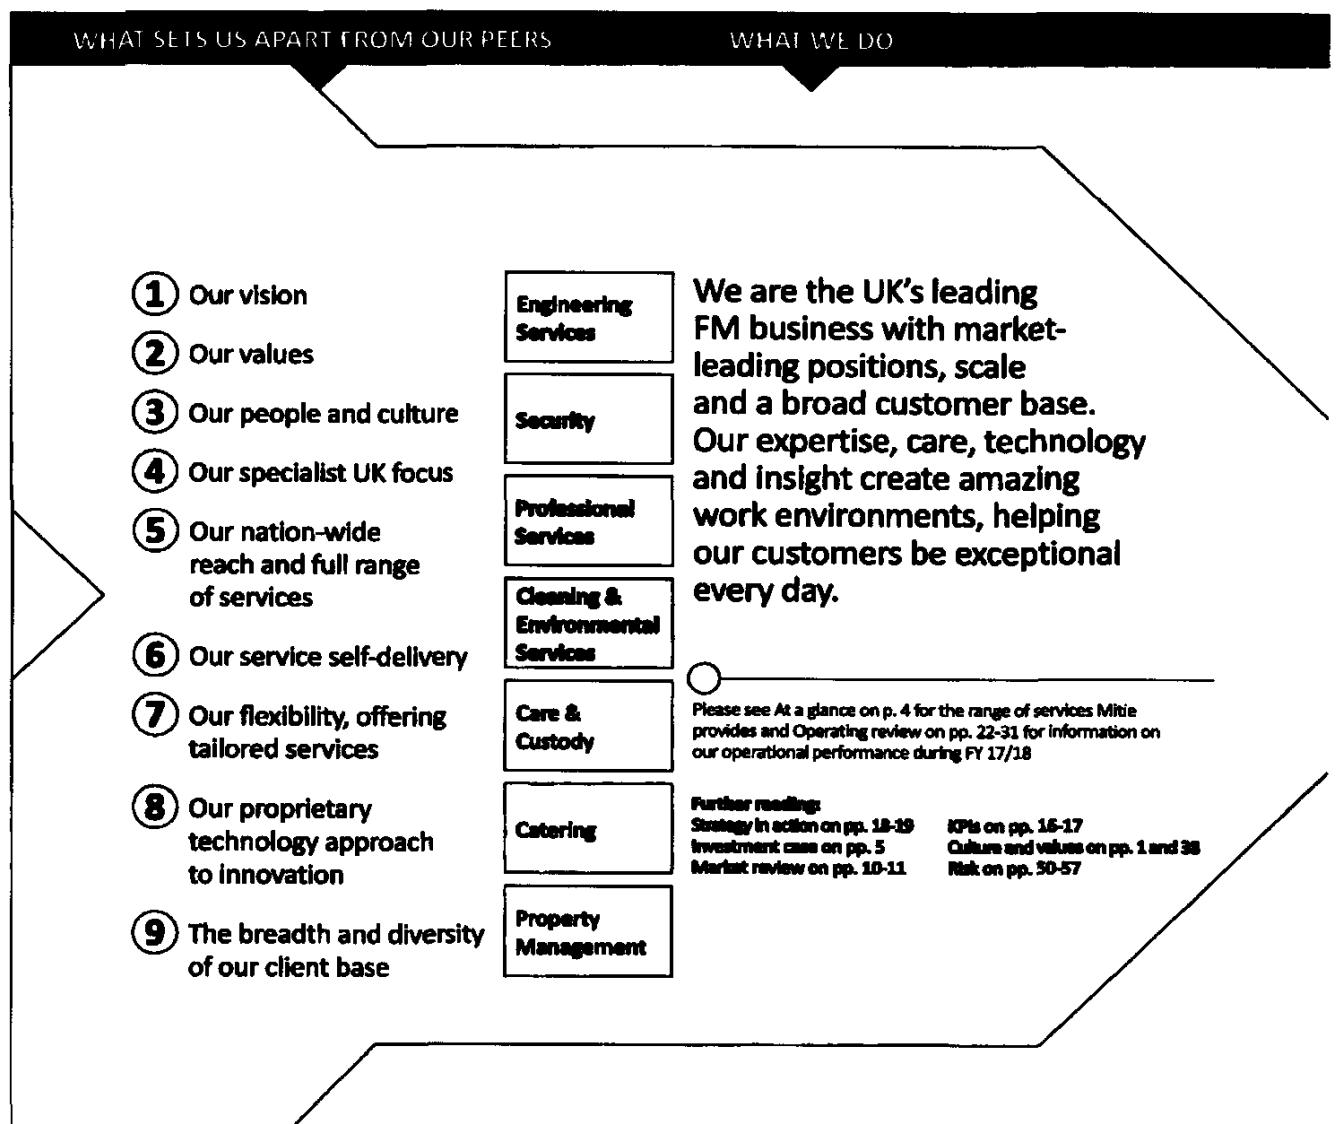 WHAT SETS US APART FROM OUR PEERS
WHAT WE DO
1 Our vision
2 Our values
3 Our people and culture
4 Our specialist UK focus
5 Our nation-wide
reach and full range
of services
6 Our service self-delivery
7 Our flexibility, offering
tailored services
8 Our proprietary
technology approach
to innovation
9 The breadth and diversity
of our client base
Engineering
Services
Security
Professional
Services
Cleaning &
Environmental
Services
Care &
Custody
Catering
Property
Management
We are the UK's leading
FM business with market-
leading positions, scale
and a broad customer base.
Our expertise, care, technology
and insight create amazing
work environments, helping
our customers be exceptional
every day.
Please see At a glance on p. 4 for the range of services Mitie
provides and Operating review on pp. 22-31 for information on
our operational performance during FY 17/18
Further reading:
Strategy in action on pp. 18-19
Investment case on pp. 5
Market review on pp. 10-11
KPIs on pp. 16-17
Culture and values on pp. 1 and 38
Risk on pp. 50-57